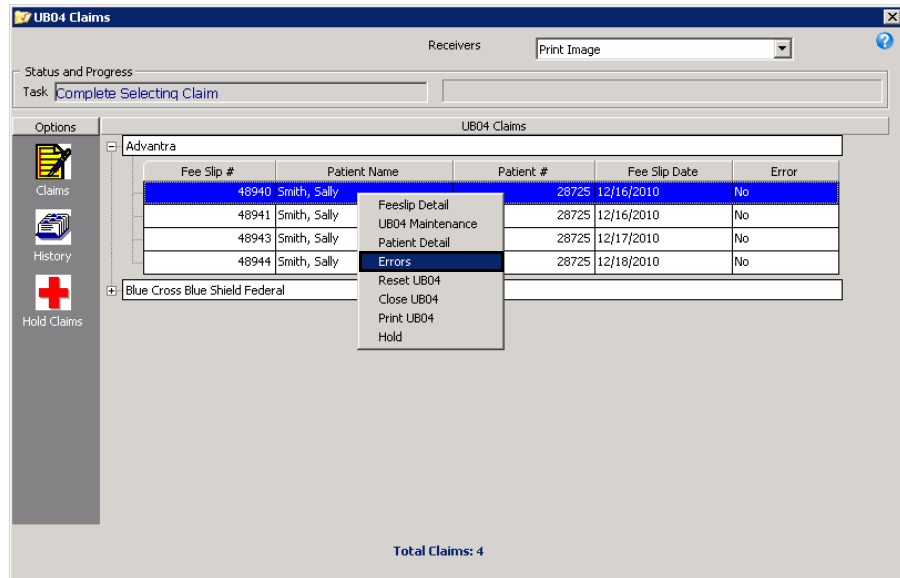 UB04 Claims
Receivers Print Image
Status and Progress
Task Complete Selecting Claim
Options UB04 Claims
Advantra
Fee Slip # Patient Name Patient # Fee Slip Date Error
48940 Smith, Sally 28725 12/16/2010 No
48941 Smith, Sally 28725 12/16/2010 No
48943 Smith, Sally 28725 12/17/2010 No
48944 Smith, Sally 28725 12/18/2010 No
Blue Cross Blue Shield Federal
Claims
History
Hold Claims
Feeslip Detail
UB04 Maintenance
Patient Detail
Errors
Reset UB04
Close UB04
Print UB04
Hold
Total Claims: 4